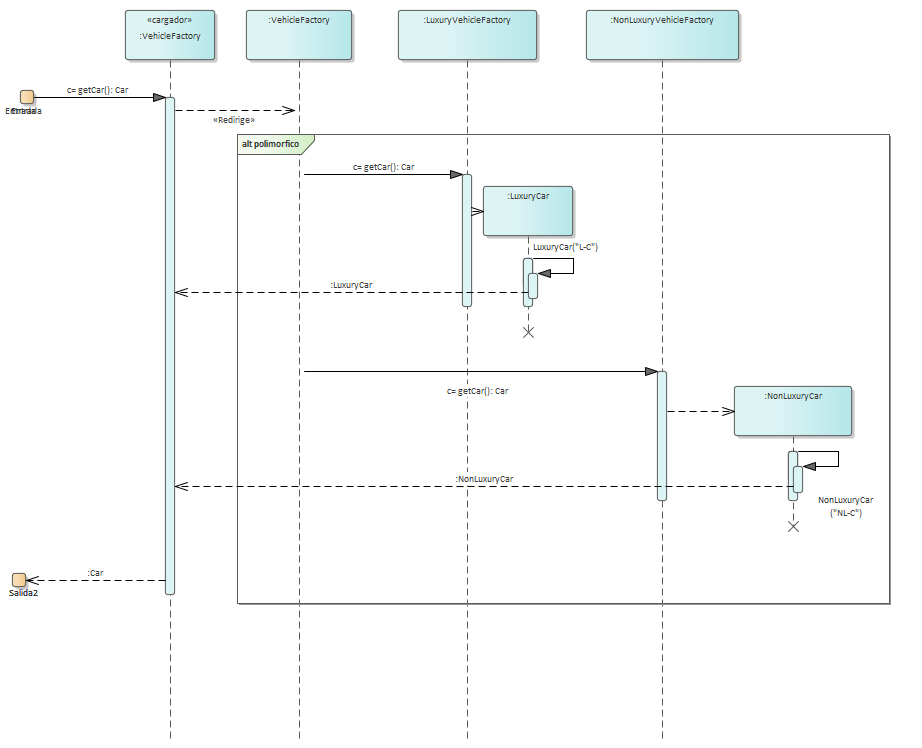 «cargador»
:VehicleFactory
:VehicleFactory
:LuxuryVehicleFactory
:NonLuxuryVehicleFactory
c= getCar(): Car
Entrada
«Redirige»
alt polimorfico
c= getCar(): Car
:LuxuryCar
LuxuryCar("L-C")
:LuxuryCar
c= getCar(): Car
:NonLuxuryCar
:NonLuxuryCar
NonLuxuryCar
("NL-C")
:Car
Salida2